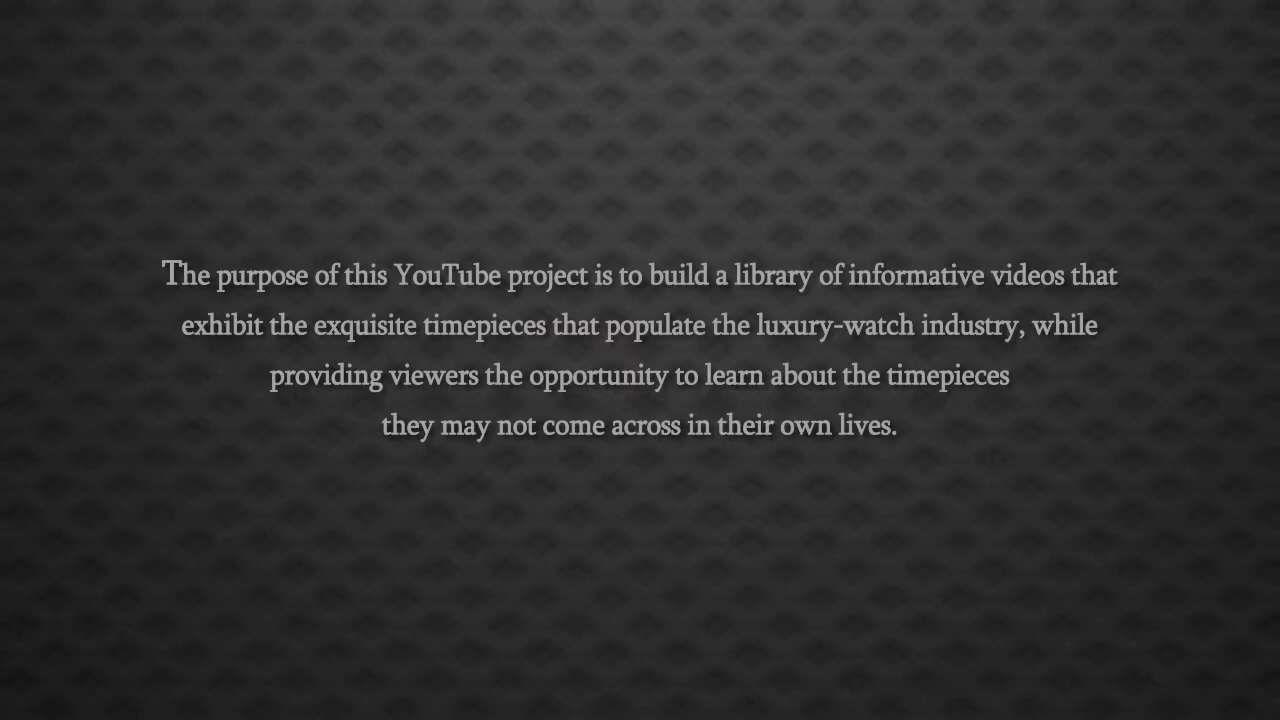 The purpose of this YouTube project is to build a library of informative videos that
exhibit the exquisite timepieces that populate the luxury-watch industry, while
providing viewers the opportunity to learn about the timepieces
they may not come across in their own lives.